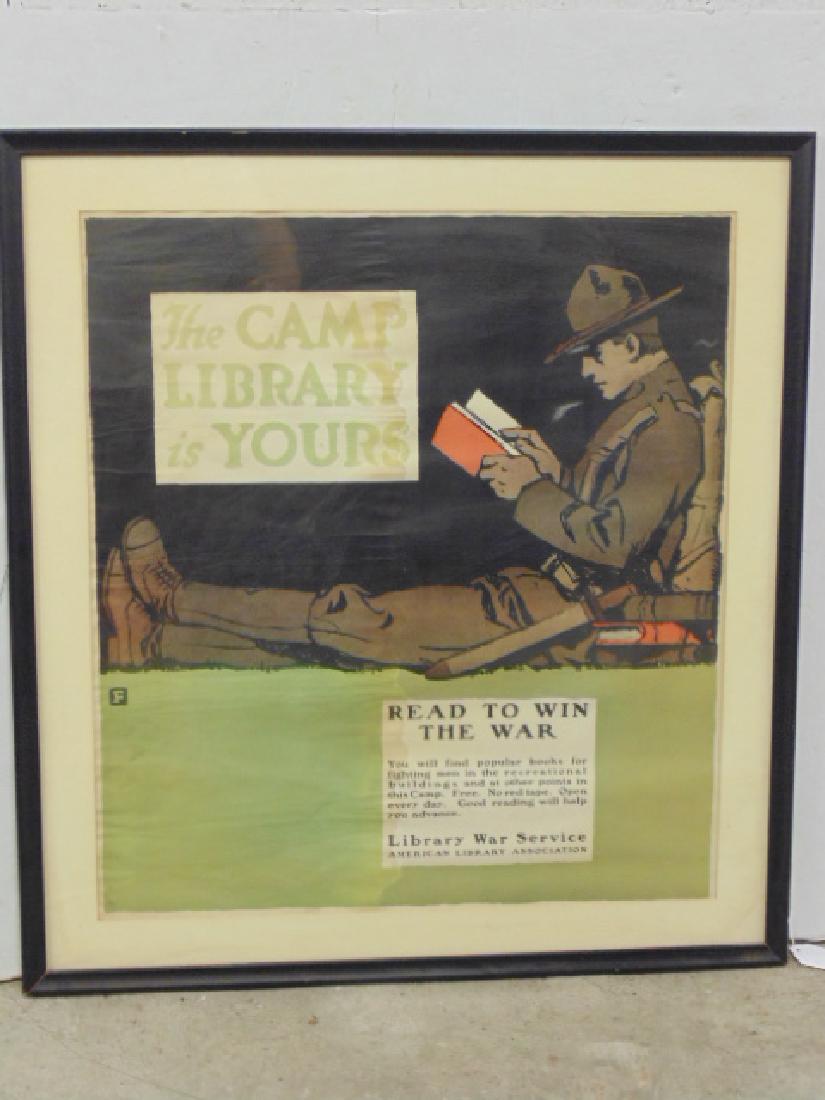 The CAMP
LIBRARY
is YOURS
F
READ TO WIN
THE WAR
You will find popular books for
fighting men in the recreational
buildings and at other points in
this Camp. Free. No red tape. Open
every day. Good reading will help
you advance.
Library War Service
AMERICAN LIBRARY ASSOCIATION